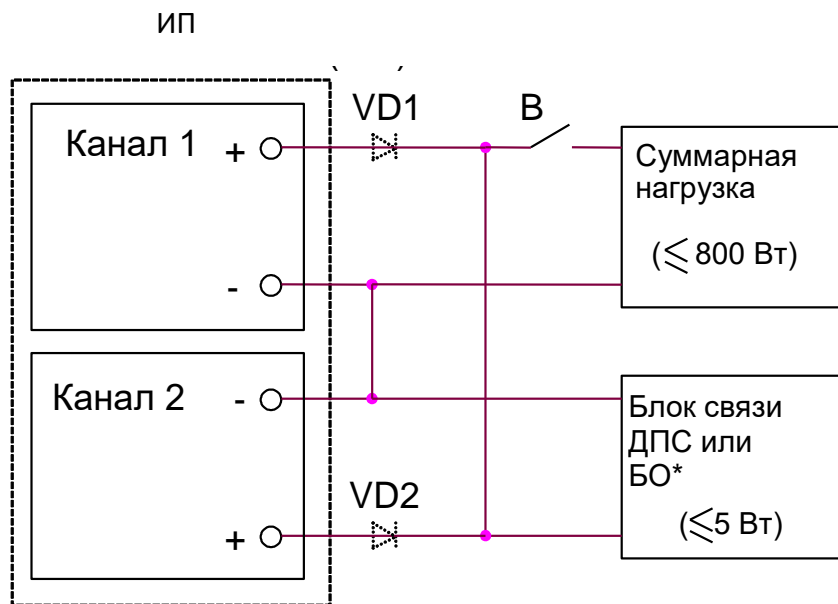 ИП
VD1
В
Канал 1
+
-
Суммарная
нагрузка
(⩽ 800 Вт)
Канал 2
-
+
VD2
Блок связи
ДПС или
БО*
(⩽5 Вт)